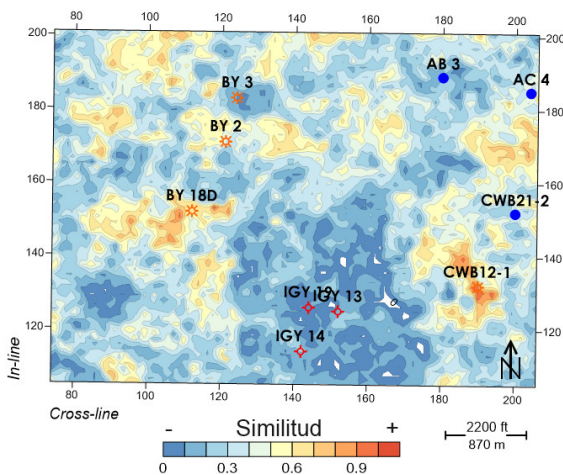 80 100 120 140 160 180 200
200 200
AB 3
BY 3
AC 4
180 180
BY 2
160 160
BY 18D
CWB21-2
140 140
CWB12-1
IGY 13
120 120
IGY 14
In-line
N
80 100 120 140 160 180 200
Cross-line
- Similitud +
2200 ft
870 m
0 0.3 0.6 0.9